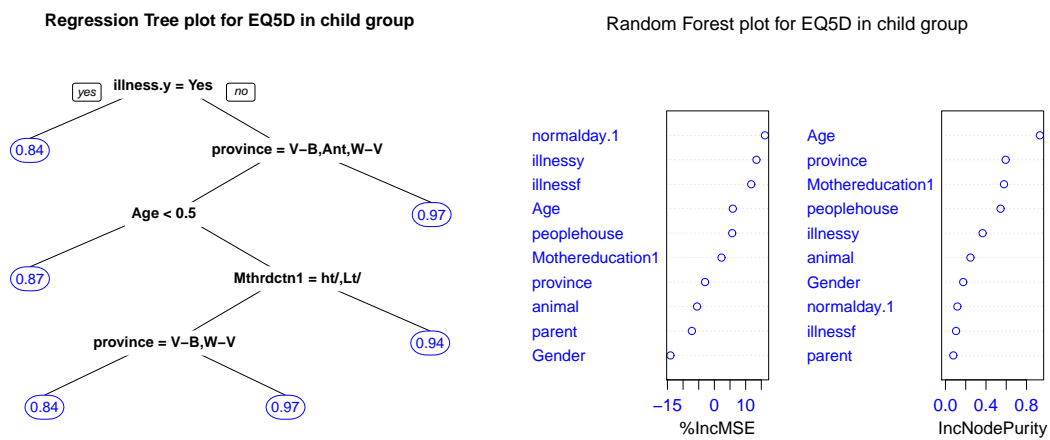 Regression Tree plot for EQ5D in child group
illness.y = Yes
yes
no
0.84
province = V−B,Ant,W−V
Age < 0.5
0.97
0.87
Mthrdctn1 = ht/,Lt/
province = V−B,W−V
0.94
0.84
0.97
Random Forest plot for EQ5D in child group
normalday.1
illnessy
illnessf
Age
peoplehouse
Mothereducation1
province
animal
parent
Gender
−15 0 10
%IncMSE
Age
province
Mothereducation1
peoplehouse
illnessy
animal
Gender
normalday.1
illnessf
parent
0.0 0.4 0.8
IncNodePurity